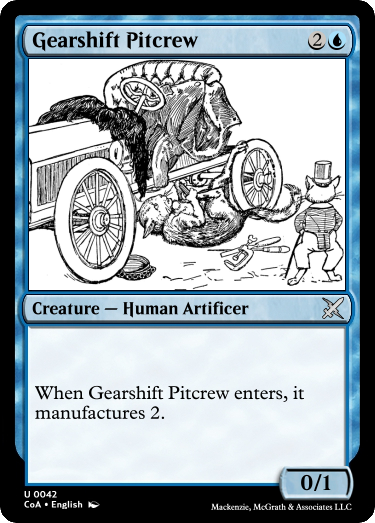 Gearshift Pitcrew 2
Creature — Human Artificer
When Gearshift Pitcrew enters, it
manufactures 2.
0/1
U 0042
CoA • English
Mackenzie, McGrath & Associates LLC